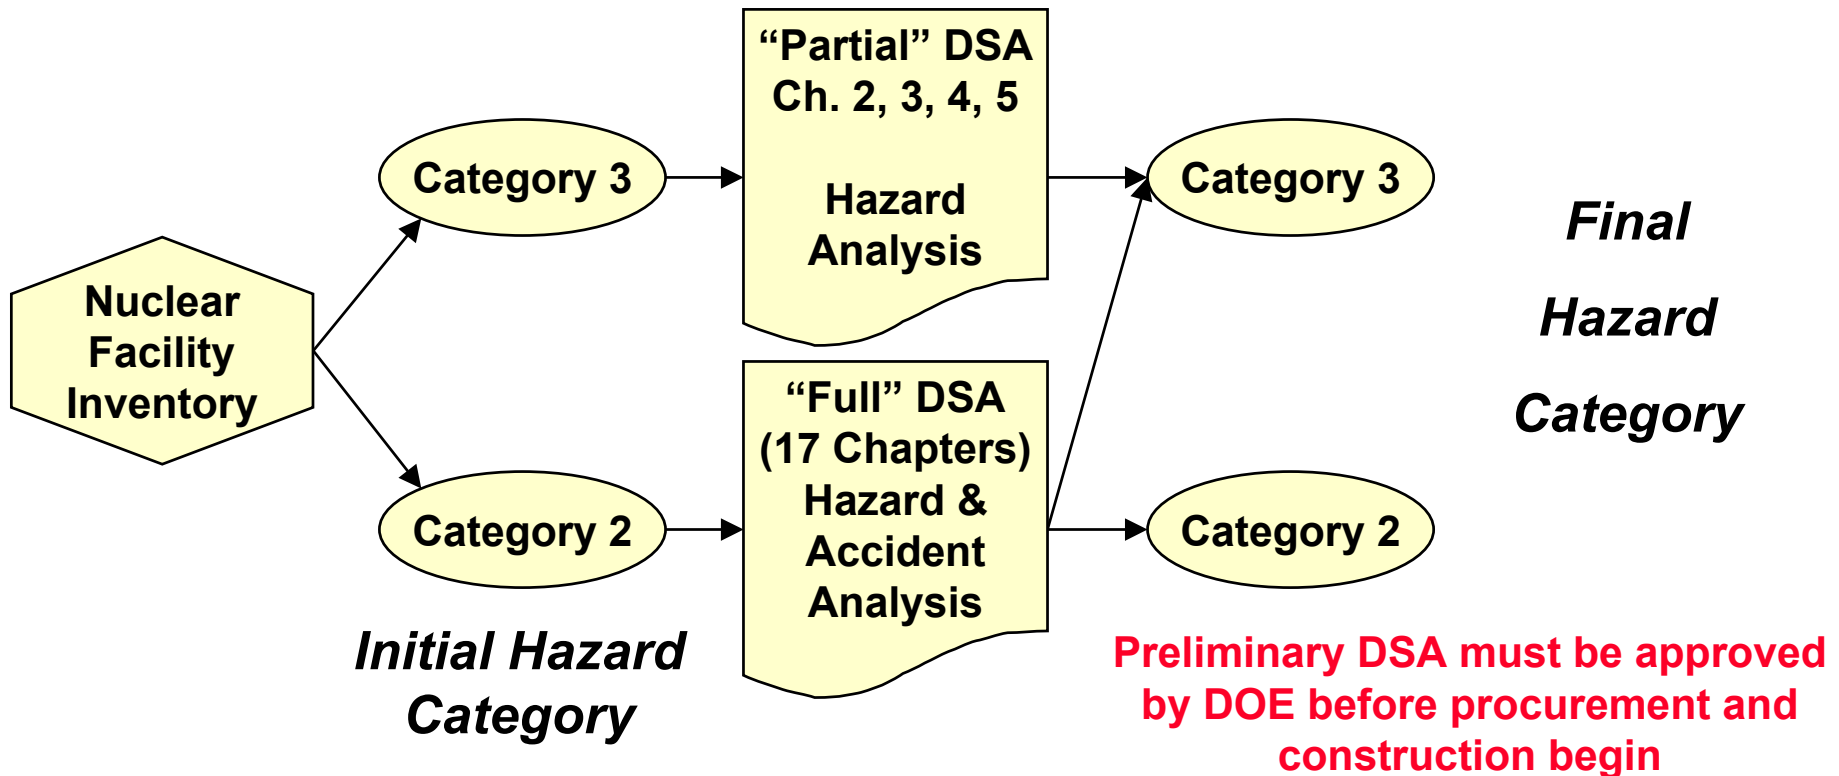 Nuclear
Facility
Inventory
Category 3
Category 2
Initial Hazard
Category
“Partial” DSA
Ch. 2, 3, 4, 5
Hazard
Analysis
“Full” DSA
(17 Chapters)
Hazard &
Accident
Analysis
Category 3
Category 2
Final
Hazard
Category
Preliminary DSA must be approved
by DOE before procurement and
construction begin